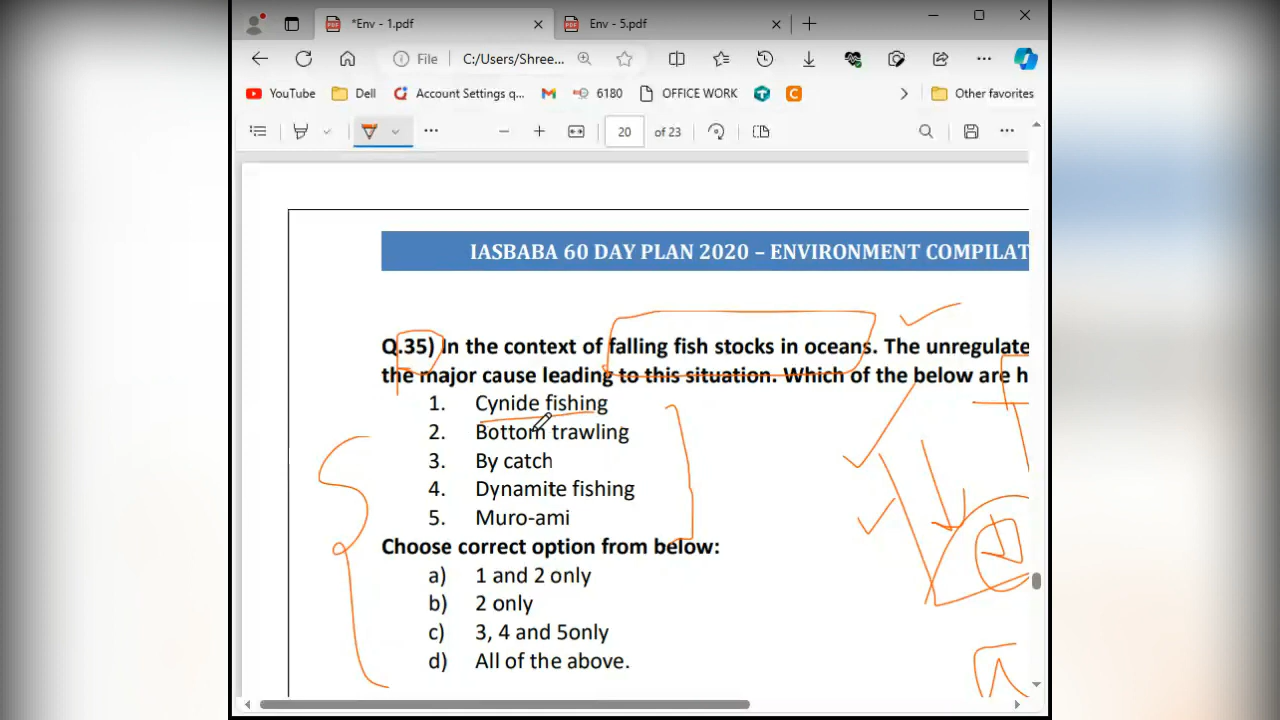 *Env - 1.pdf
Env - 5.pdf
File
C:/Users/Shree...
YouTube
Dell
Account Settings q...
6180
OFFICE WORK
Other favorites
20
of 23
IASBABA 60 DAY PLAN 2020 – ENVIRONMENT COMPILAT
Q.35) In the context of falling fish stocks in oceans. The unregulate
the major cause leading to this situation. Which of the below are h
1. Cynide fishing
2. Bottom trawling
3. By catch
4. Dynamite fishing
5. Muro-ami
Choose correct option from below:
a) 1 and 2 only
b) 2 only
c) 3, 4 and 5only
d) All of the above.